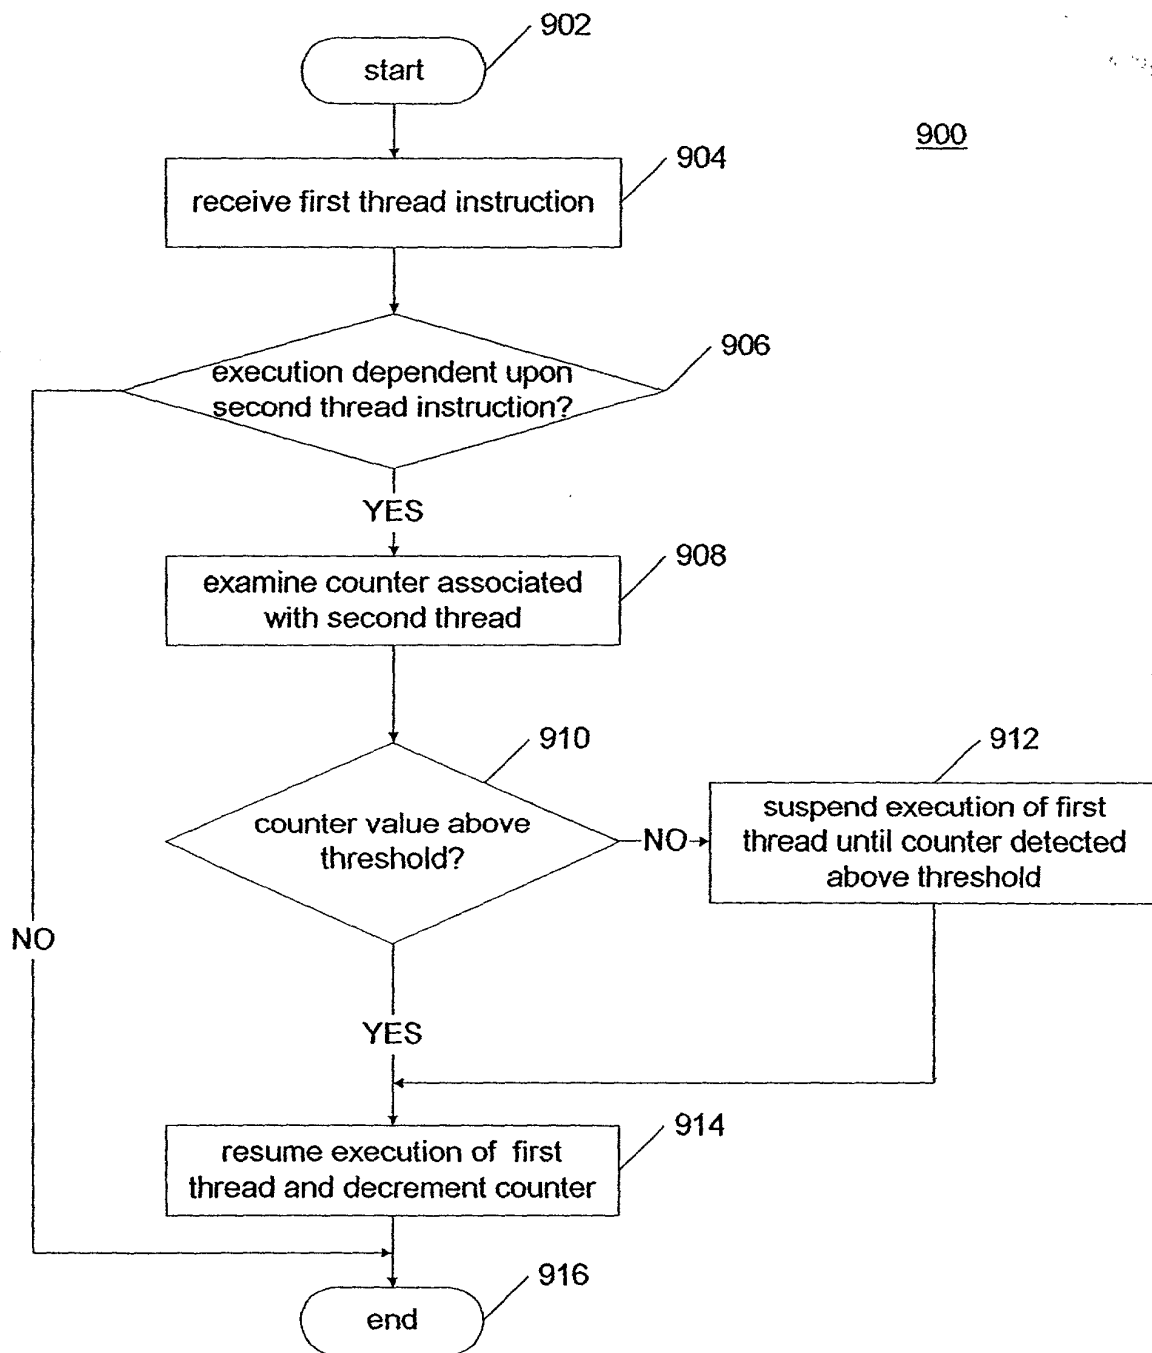 902
start
900
904
receive first thread instruction
906
execution dependent upon
second thread instruction?
YES
908
examine counter associated
with second thread
910
912
counter value above
threshold?
NO
suspend execution of first
thread until counter detected
above threshold
NO
YES
914
resume execution of first
thread and decrement counter
916
end